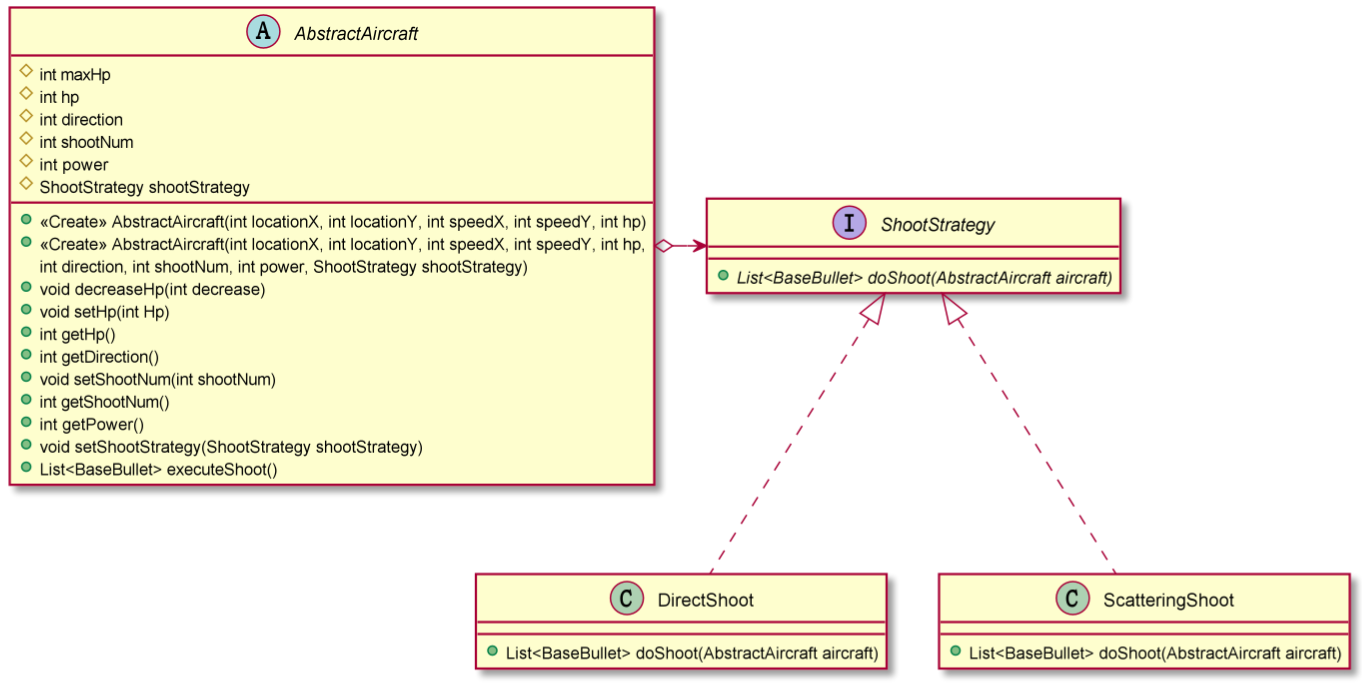 A AbstractAircraft
int maxHp
int hp
int direction
int shootNum
int power
ShootStrategy shootStrategy
«Create» AbstractAircraft(int locationX, int locationY, int speedX, int speedY, int hp)
«Create» AbstractAircraft(int locationX, int locationY, int speedX, int speedY, int hp,
int direction, int shootNum, int power, ShootStrategy shootStrategy)
void decreaseHp(int decrease)
void setHp(int Hp)
int getHp()
int getDirection()
void setShootNum(int shootNum)
int getShootNum()
int getPower()
void setShootStrategy(ShootStrategy shootStrategy)
List<BaseBullet> executeShoot()
I ShootStrategy
List<BaseBullet> doShoot(AbstractAircraft aircraft)
C DirectShoot
List<BaseBullet> doShoot(AbstractAircraft aircraft)
C ScatteringShoot
List<BaseBullet> doShoot(AbstractAircraft aircraft)